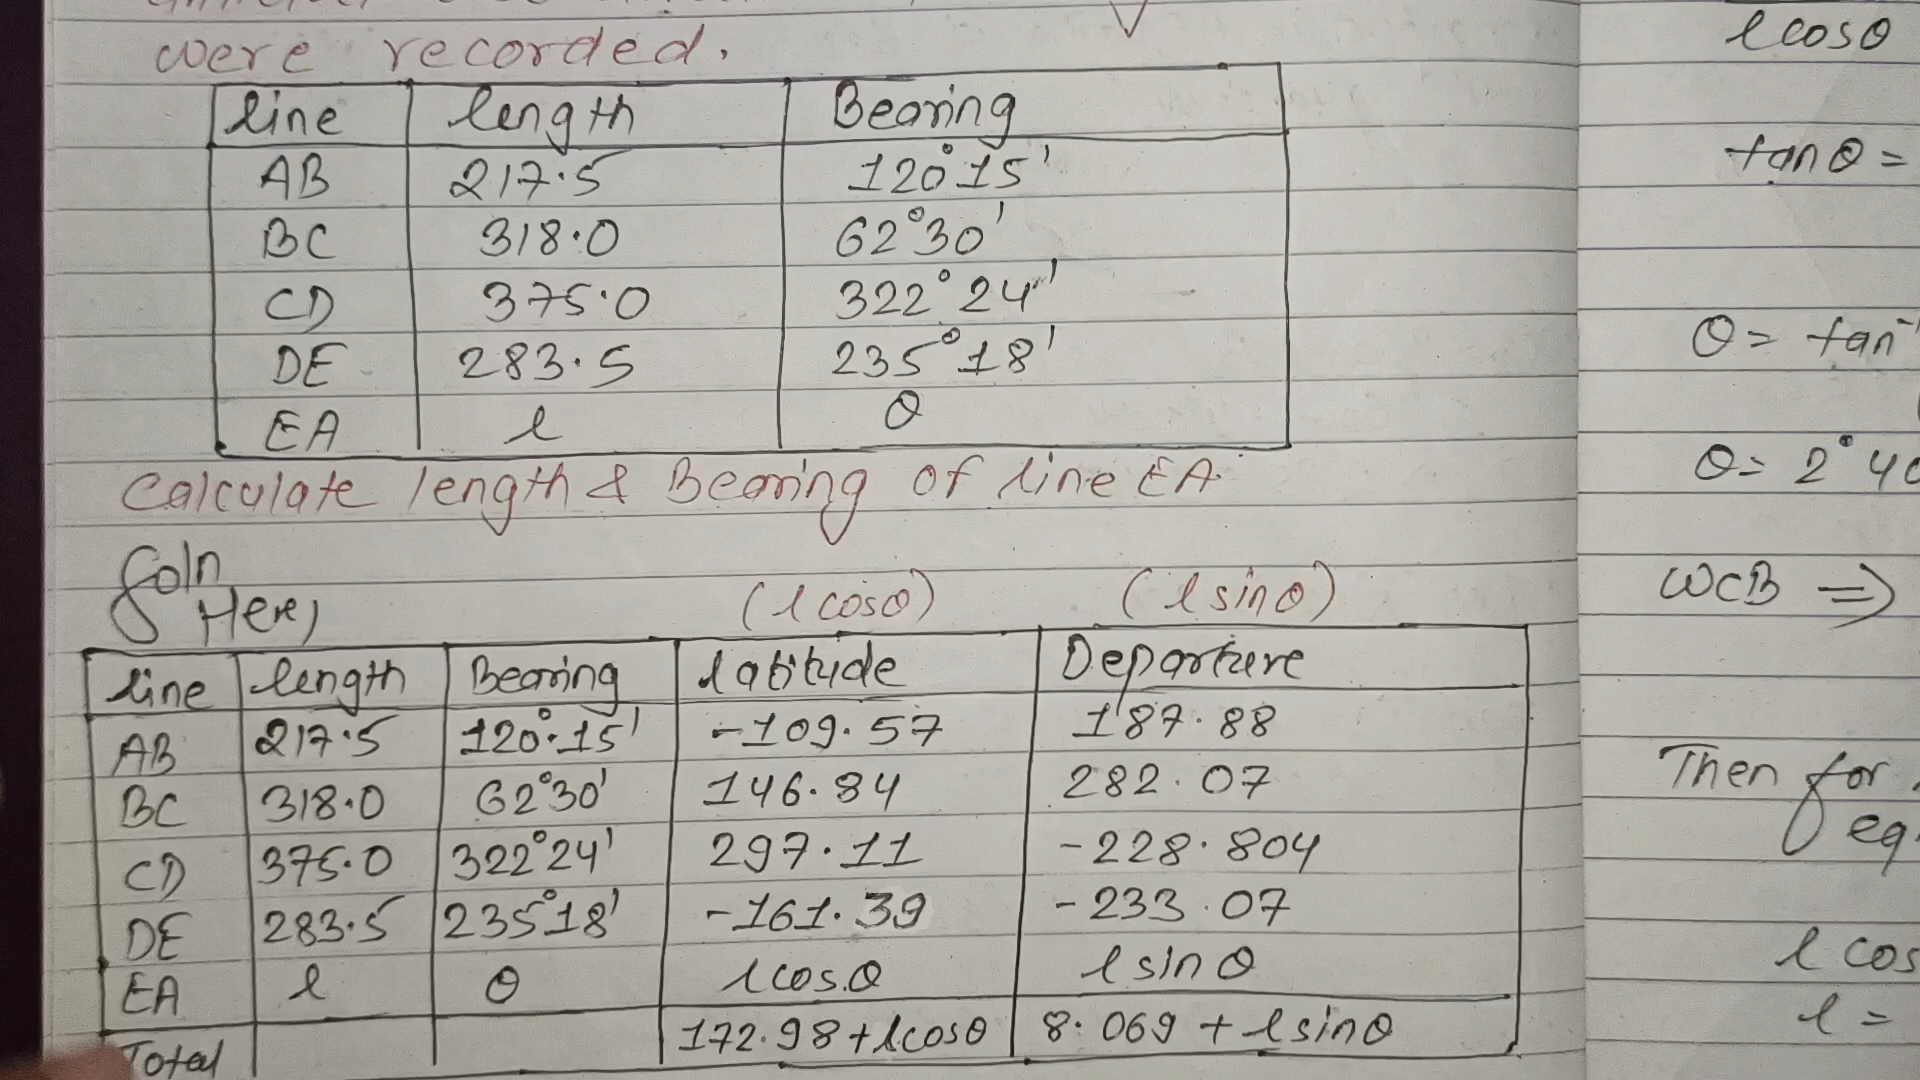 were recorded.
line length Bearing
AB 217.5 120°15'
BC 318.0 62°30'
CD 375.0 322°24'
DE 283.5 235°18'
EA l θ
Calculate length & Bearing of line EA.
Soln
Here,
(l cosθ) (l sinθ)
line length Bearing latitude Departure
AB 217.5 120°15' -109.57 187.88
BC 318.0 62°30' 146.84 282.07
CD 375.0 322°24' 297.11 -228.804
DE 283.5 235°18' -161.39 -233.07
EA l θ l cosθ l sinθ
Total 172.98+lcosθ 8.069 + lsinθ
l cosθ
tanθ =
θ = tan⁻
θ = 2°40
WCB ⇒
Then for
eq
l cos
l =